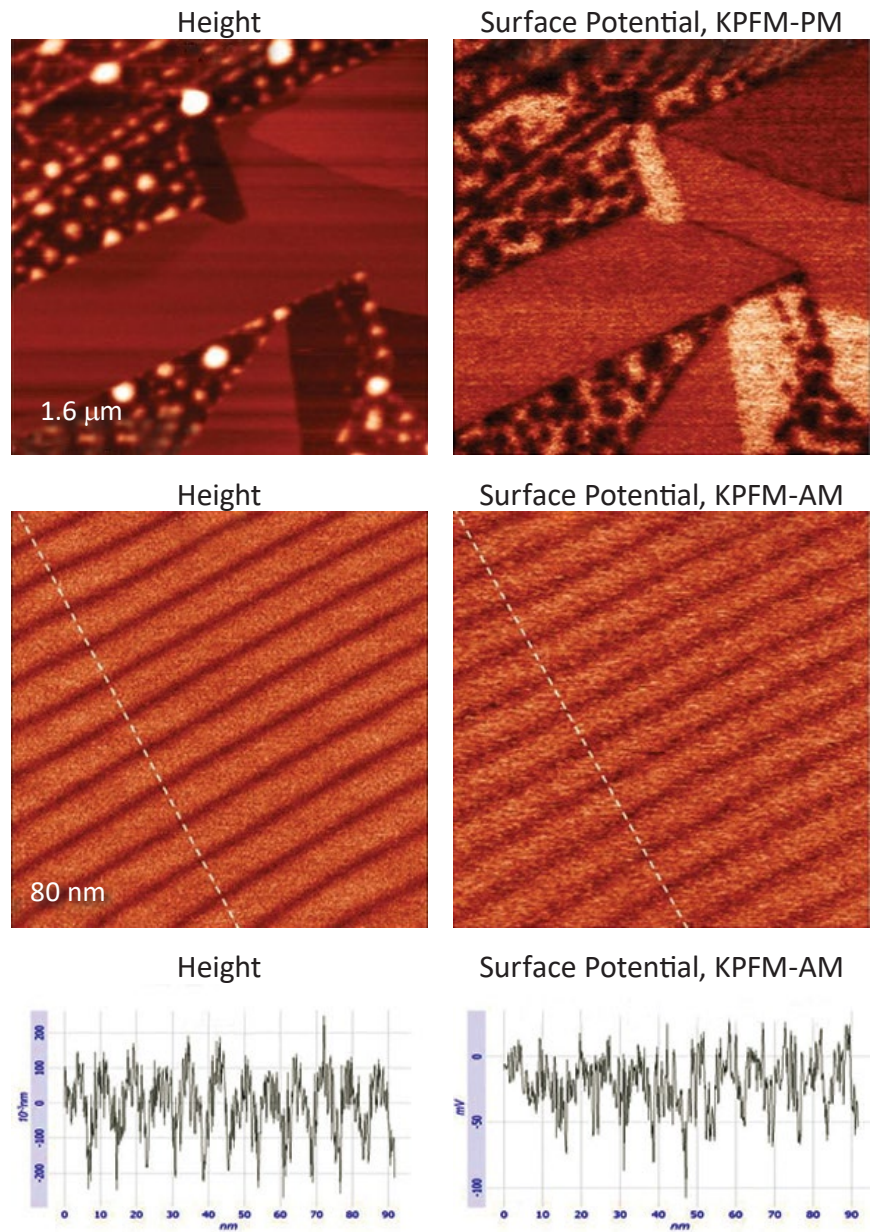 Height
Surface Potential, KPFM-PM
1.6 μm
Height
Surface Potential, KPFM-AM
80 nm
Height
Surface Potential, KPFM-AM
200
100
0
-100
-200
10⁻³nm
0 10 20 30 40 50 60 70 80 90
nm
0
-50
-100
mV
0 10 20 30 40 50 60 70 80 90
nm